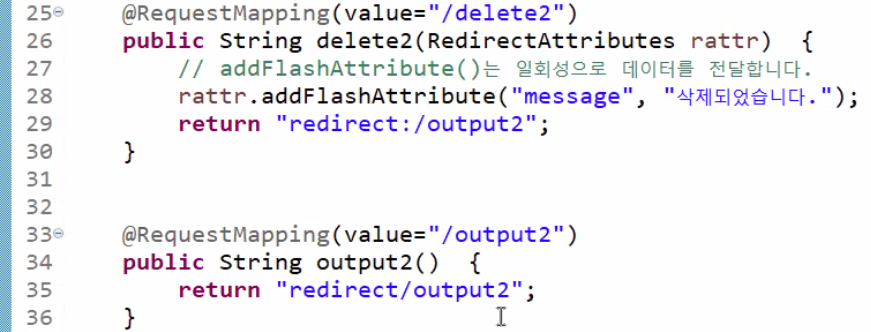 25 @RequestMapping(value="/delete2")
26 public String delete2(RedirectAttributes rattr)  {
27     // addFlashAttribute()는 일회성으로 데이터를 전달합니다.
28     rattr.addFlashAttribute("message", "삭제되었습니다.");
29     return "redirect:/output2";
30 }
31
32
33 @RequestMapping(value="/output2")
34 public String output2()  {
35     return "redirect/output2";
36 }